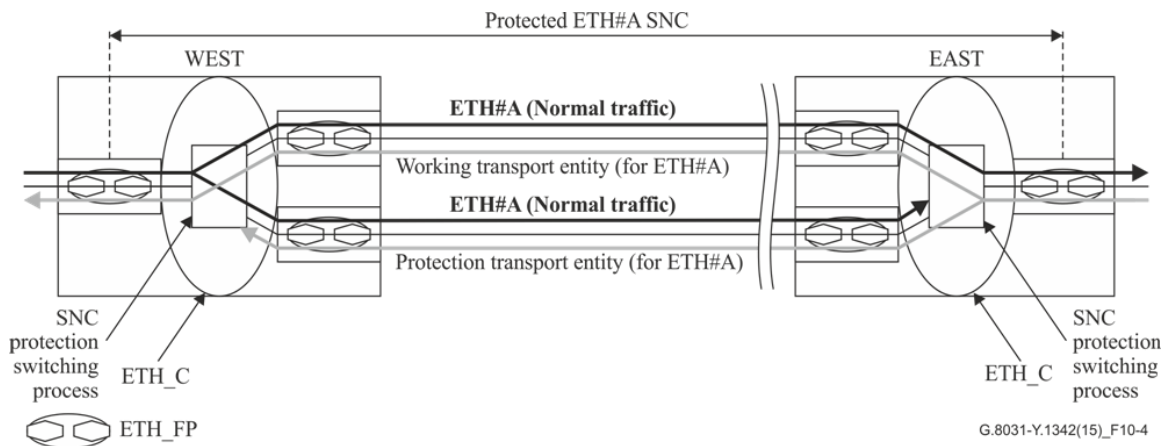 Protected ETH#A SNC
WEST
EAST
ETH#A (Normal traffic)
Working transport entity (for ETH#A)
ETH#A (Normal traffic)
Protection transport entity (for ETH#A)
SNC
protection
switching
process
ETH_C
ETH_C
SNC
protection
switching
process
ETH_FP
G.8031-Y.1342(15)_F10-4